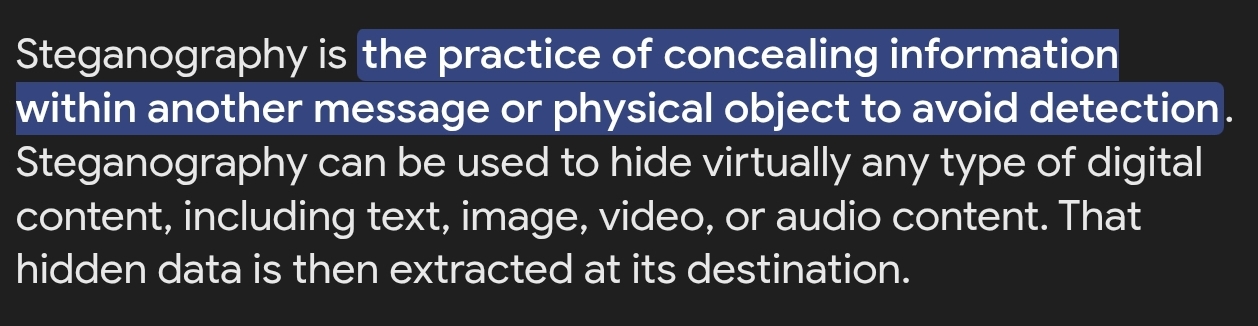 Steganography is the practice of concealing information
within another message or physical object to avoid detection.
Steganography can be used to hide virtually any type of digital
content, including text, image, video, or audio content. That
hidden data is then extracted at its destination.